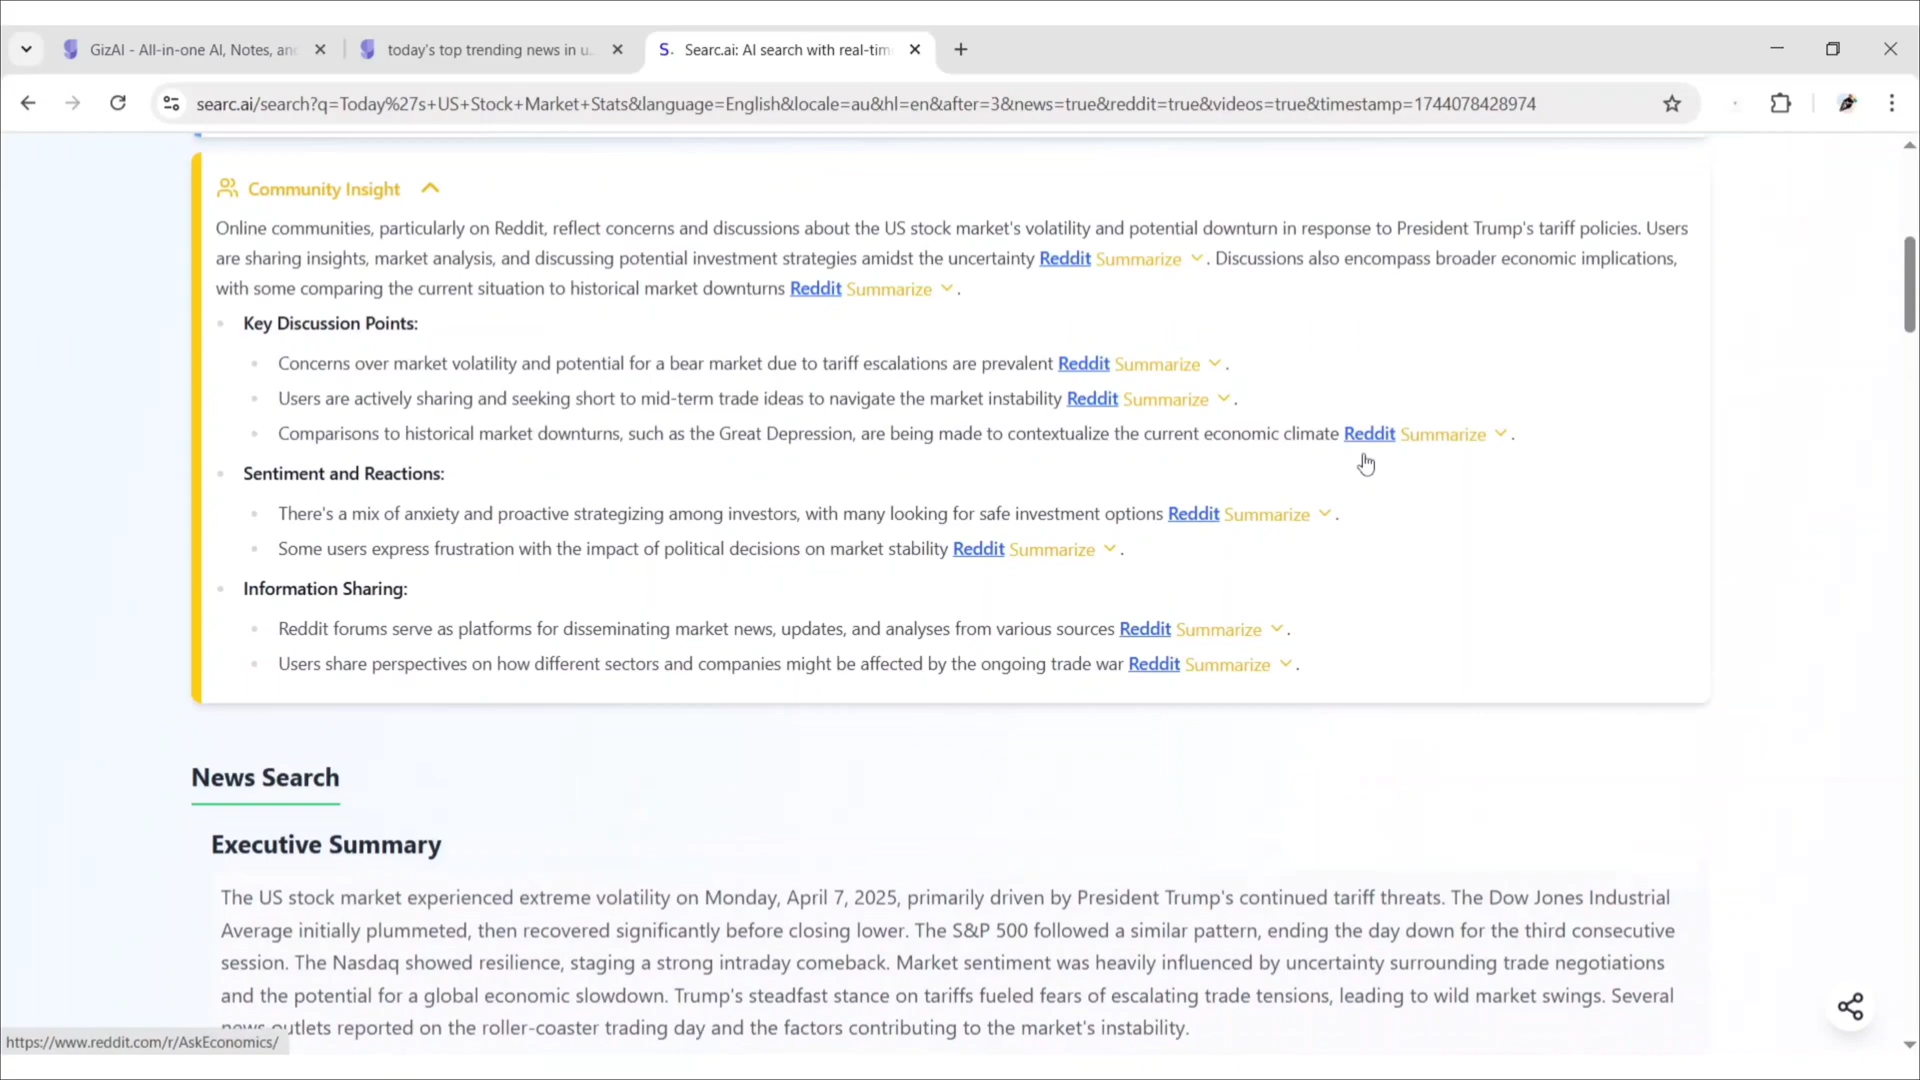 GizAI - All-in-one AI, Notes, an
today's top trending news in u..
S. Searc.ai: AI search with real-tim
searc.ai/search?q=Today%27s+US+Stock+Market+Stats&language=English&locale=au&hl=en&after=3&news=true&reddit=true&videos=true&timestamp=1744078428974
Community Insight
Online communities, particularly on Reddit, reflect concerns and discussions about the US stock market's volatility and potential downturn in response to President Trump's tariff policies. Users
are sharing insights, market analysis, and discussing potential investment strategies amidst the uncertainty Reddit Summarize . Discussions also encompass broader economic implications,
with some comparing the current situation to historical market downturns Reddit Summarize .
Key Discussion Points:
Concerns over market volatility and potential for a bear market due to tariff escalations are prevalent Reddit Summarize .
Users are actively sharing and seeking short to mid-term trade ideas to navigate the market instability Reddit Summarize .
Comparisons to historical market downturns, such as the Great Depression, are being made to contextualize the current economic climate Reddit Summarize .
Sentiment and Reactions:
There's a mix of anxiety and proactive strategizing among investors, with many looking for safe investment options Reddit Summarize .
Some users express frustration with the impact of political decisions on market stability Reddit Summarize .
Information Sharing:
Reddit forums serve as platforms for disseminating market news, updates, and analyses from various sources Reddit Summarize .
Users share perspectives on how different sectors and companies might be affected by the ongoing trade war Reddit Summarize .
News Search
Executive Summary
The US stock market experienced extreme volatility on Monday, April 7, 2025, primarily driven by President Trump's continued tariff threats. The Dow Jones Industrial
Average initially plummeted, then recovered significantly before closing lower. The S&P 500 followed a similar pattern, ending the day down for the third consecutive
session. The Nasdaq showed resilience, staging a strong intraday comeback. Market sentiment was heavily influenced by uncertainty surrounding trade negotiations
and the potential for a global economic slowdown. Trump's steadfast stance on tariffs fueled fears of escalating trade tensions, leading to wild market swings. Several
news outlets reported on the roller-coaster trading day and the factors contributing to the market's instability.
https://www.reddit.com/r/AskEconomics/